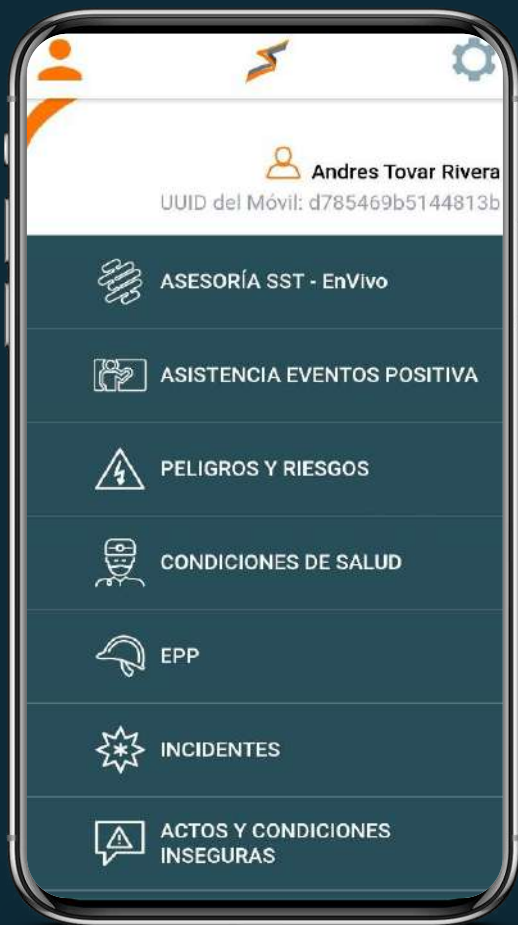 Andres Tovar Rivera
UUID del Móvil: d785469b5144813b
ASESORÍA SST - EnVivo
ASISTENCIA EVENTOS POSITIVA
PELIGROS Y RIESGOS
CONDICIONES DE SALUD
EPP
INCIDENTES
ACTOS Y CONDICIONES
INSEGURAS